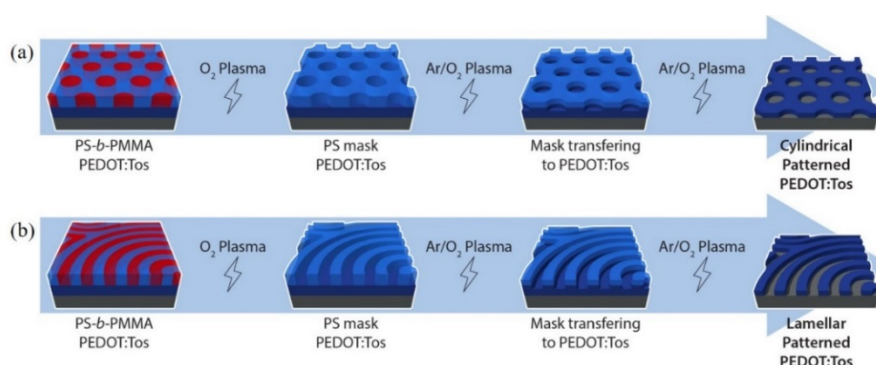 (a)
O₂ Plasma
Ar/O₂ Plasma
Ar/O₂ Plasma
PS-b-PMMA
PEDOT:Tos
PS mask
PEDOT:Tos
Mask transfering
to PEDOT:Tos
Cylindrical
Patterned
PEDOT:Tos
(b)
O₂ Plasma
Ar/O₂ Plasma
Ar/O₂ Plasma
PS-b-PMMA
PEDOT:Tos
PS mask
PEDOT:Tos
Mask transfering
to PEDOT:Tos
Lamellar
Patterned
PEDOT:Tos